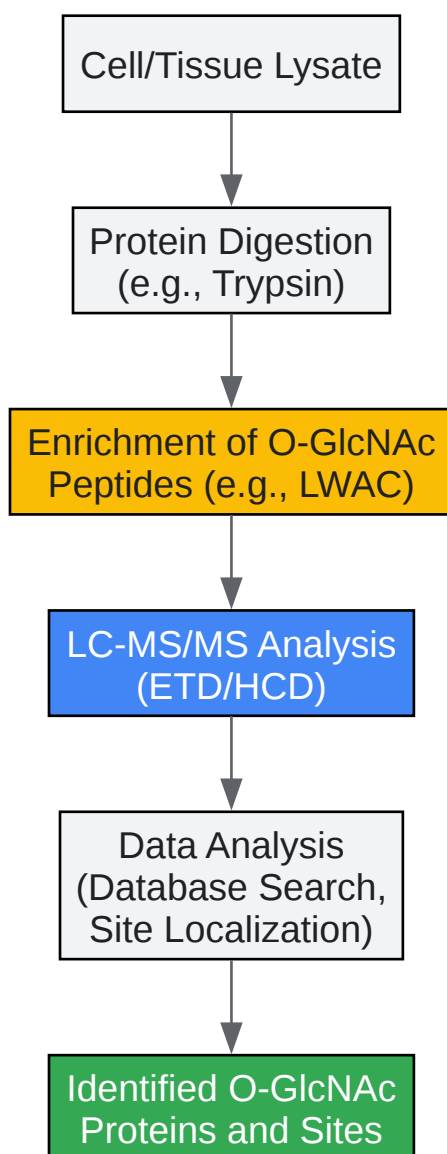 Cell/Tissue Lysate
Protein Digestion
(e.g., Trypsin)
Enrichment of O-GlcNAc
Peptides (e.g., LWAC)
LC-MS/MS Analysis
(ETD/HCD)
Data Analysis
(Database Search,
Site Localization)
Identified O-GlcNAc
Proteins and Sites